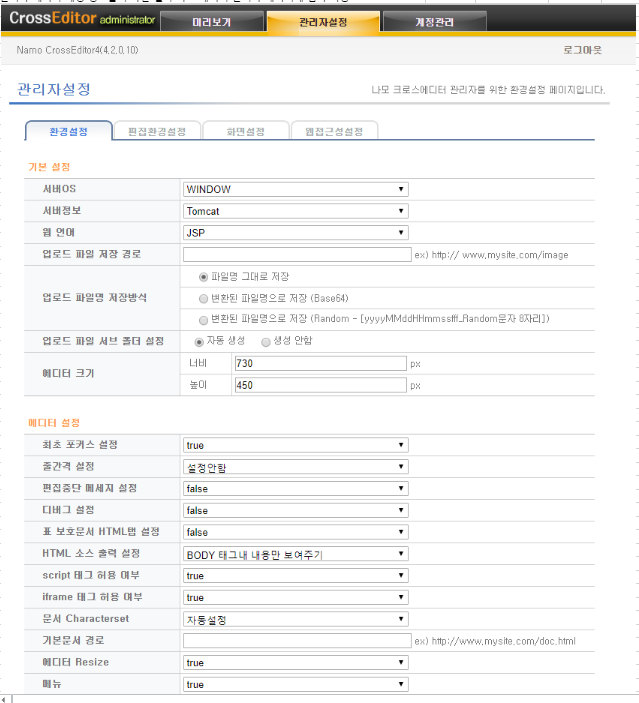 CrossEditor administrator 미리보기 관리자설정 계정관리
Namo CrossEditor4(4.2.0.10) 로그아웃
관리자설정 나모 크로스에디터 관리자를 위한 환경설정 페이지입니다.
환경설정 편집환경설정 화면설정 웹접근성설정
기본 설정
서버OS WINDOW
서버정보 Tomcat
웹 언어 JSP
업로드 파일 저장 경로 ex) http:// www.mysite.com/image
업로드 파일명 저장방식 파일명 그대로 저장
변환된 파일명으로 저장 (Base64)
변환된 파일명으로 저장 (Random - [yyyyMMddHHmmssfff_Random문자 8자리])
업로드 파일 서브 폴더 설정 자동 생성 생성 안함
에디터 크기 너비 730 px
높이 450 px
에디터 설정
최초 포커스 설정 true
줄간격 설정 설정안함
편집중단 메세지 설정 false
디버그 설정 false
표 보호문서 HTML탭 설정 false
HTML 소스 출력 설정 BODY 태그내 내용만 보여주기
script 태그 허용 여부 true
iframe 태그 허용 여부 true
문서 Characterset 자동설정
기본문서 경로 ex) http://www.mysite.com/doc.html
에디터 Resize true
메뉴 true